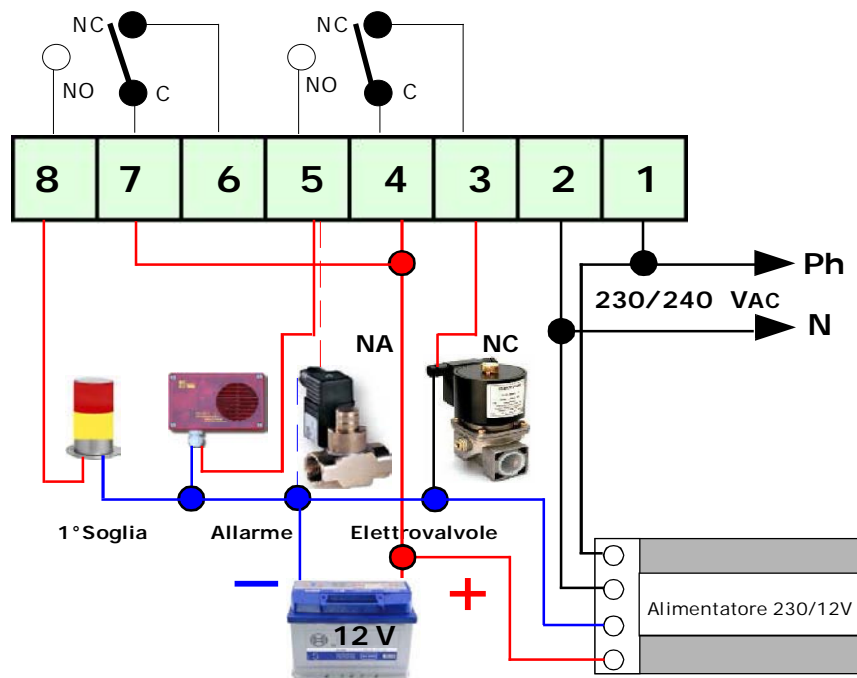 NC
NC
NO
C
NO
C
8 7 6 5 4 3 2 1
Ph
230/240 VAC
N
NA
NC
1°Soglia
Allarme
Elettrovalvole
− +
12 V
Alimentatore 230/12V